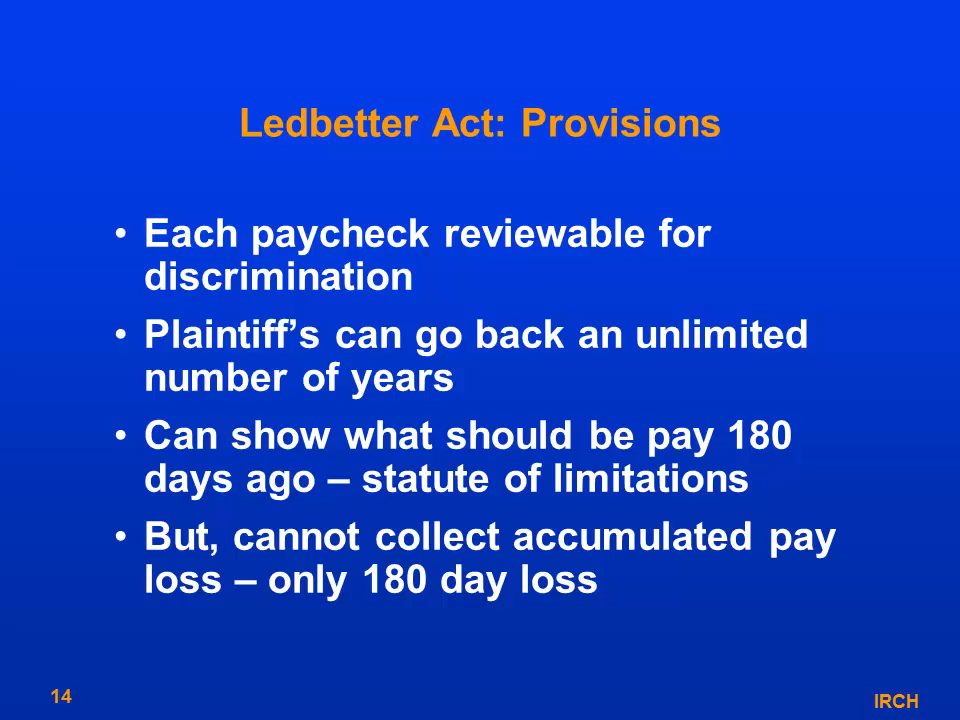 Ledbetter Act: Provisions
• Each paycheck reviewable for
discrimination
• Plaintiff’s can go back an unlimited
number of years
• Can show what should be pay 180
days ago – statute of limitations
• But, cannot collect accumulated pay
loss – only 180 day loss
14
IRCH